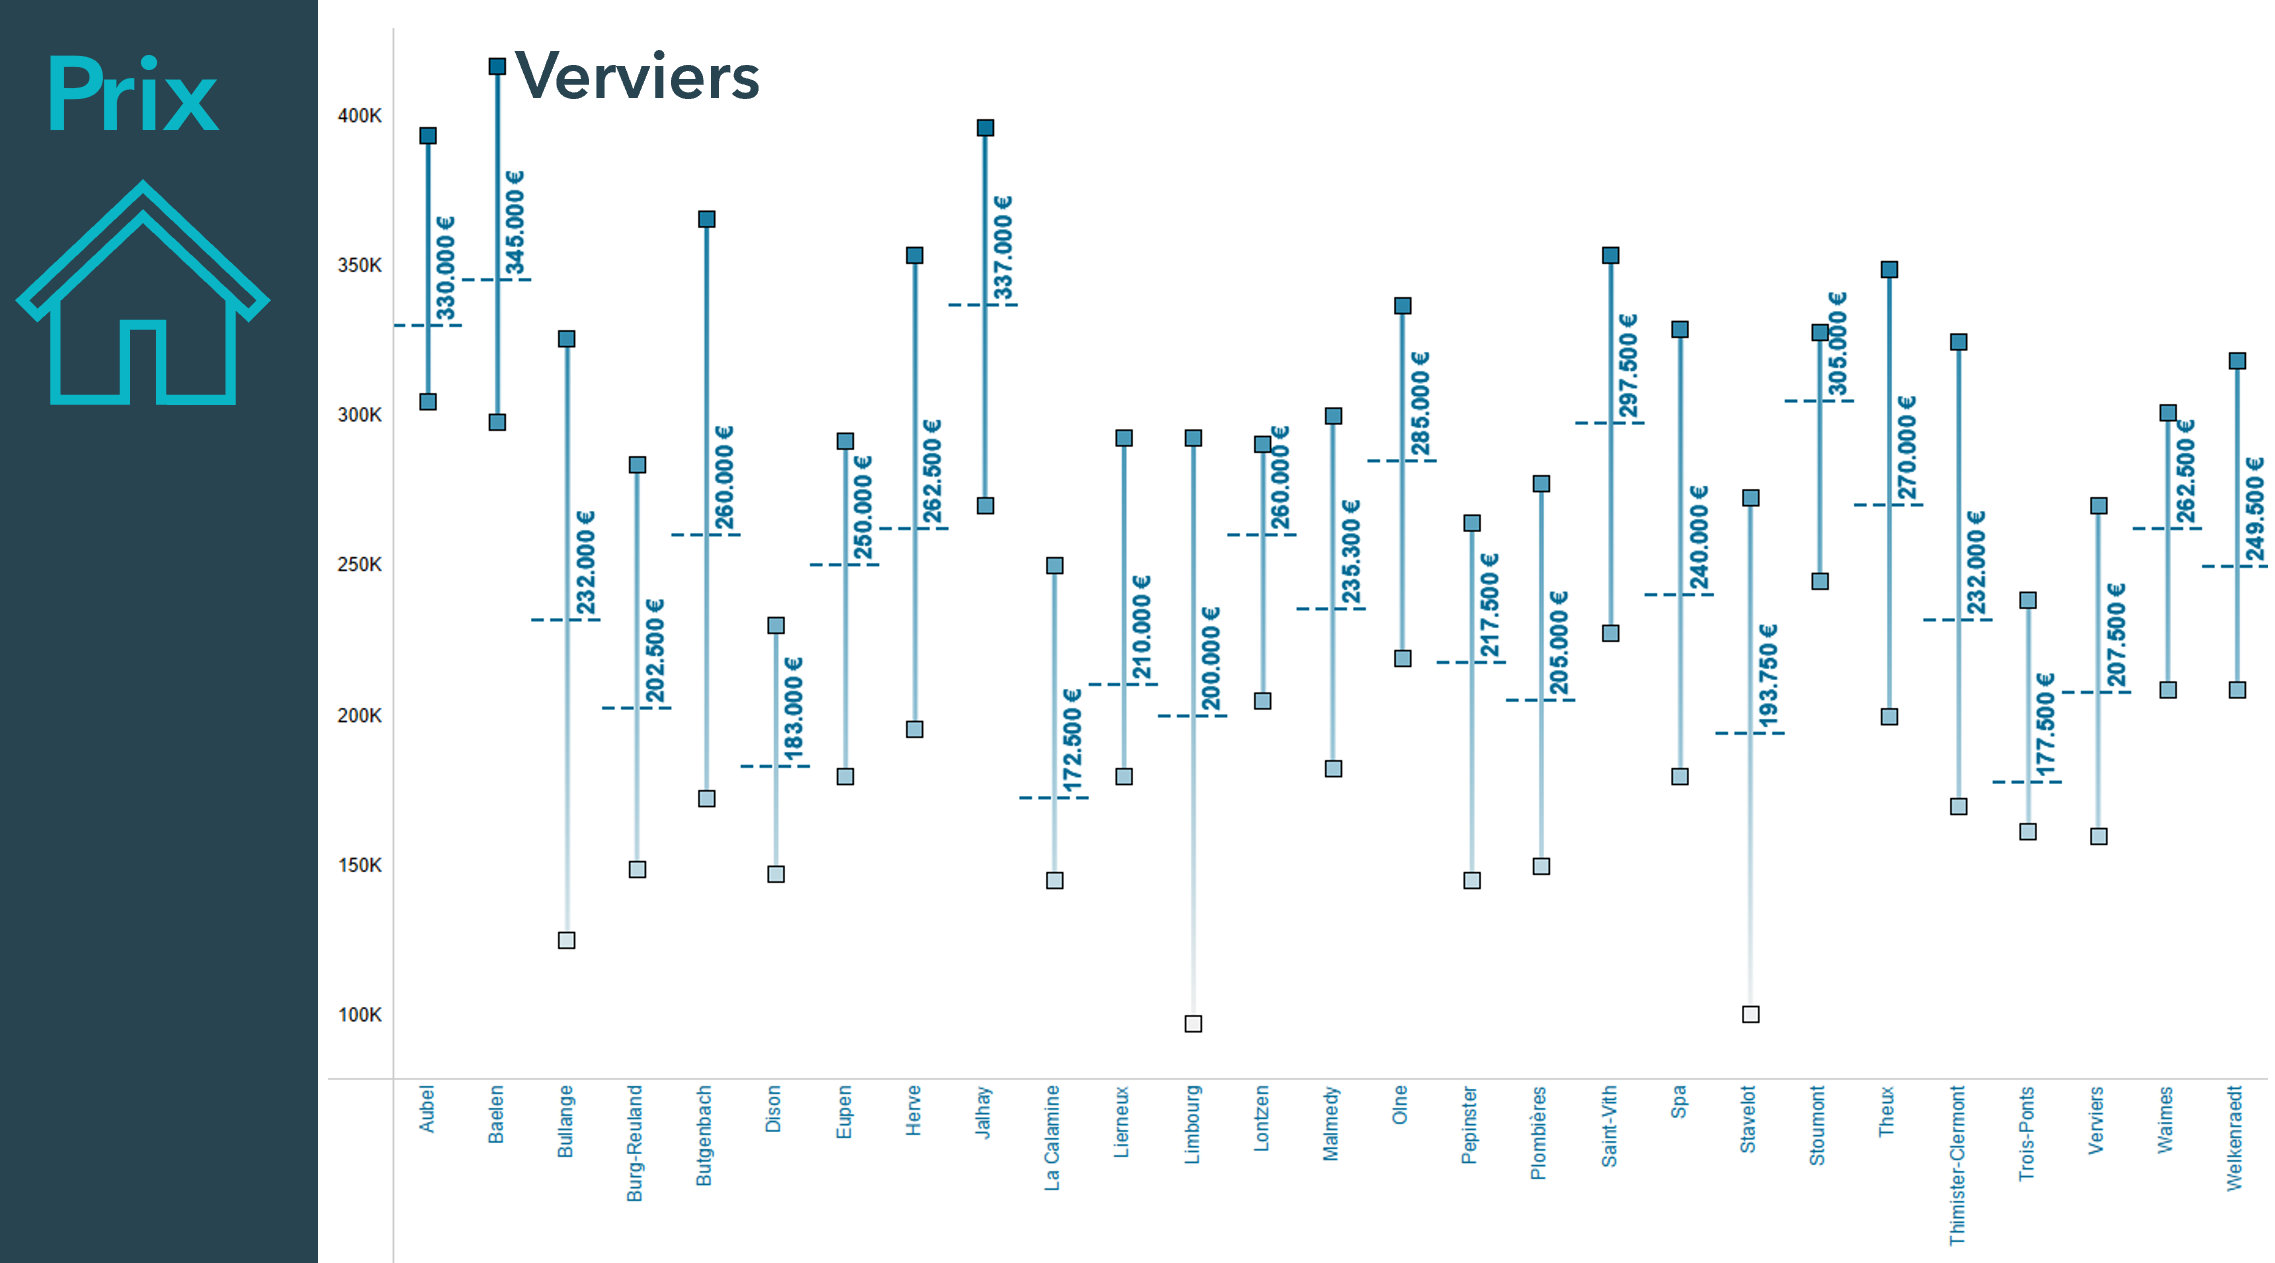 Prix
Verviers
400K
350K
300K
250K
200K
150K
100K
330.000 €
345.000 €
232.000 €
202.500 €
260.000 €
183.000 €
250.000 €
262.500 €
337.000 €
172.500 €
210.000 €
200.000 €
260.000 €
235.300 €
285.000 €
217.500 €
205.000 €
297.500 €
240.000 €
193.750 €
305.000 €
270.000 €
232.000 €
177.500 €
207.500 €
262.500 €
249.500 €
Aubel
Baelen
Bullange
Burg-Reuland
Butgenbach
Dison
Eupen
Herve
Jalhay
La Calamine
Lierneux
Limbourg
Lontzen
Malmedy
Olne
Pepinster
Plombières
Saint-Vith
Spa
Stavelot
Stoumont
Theux
Thimister-Clermont
Trois-Ponts
Verviers
Waimes
Welkenraedt